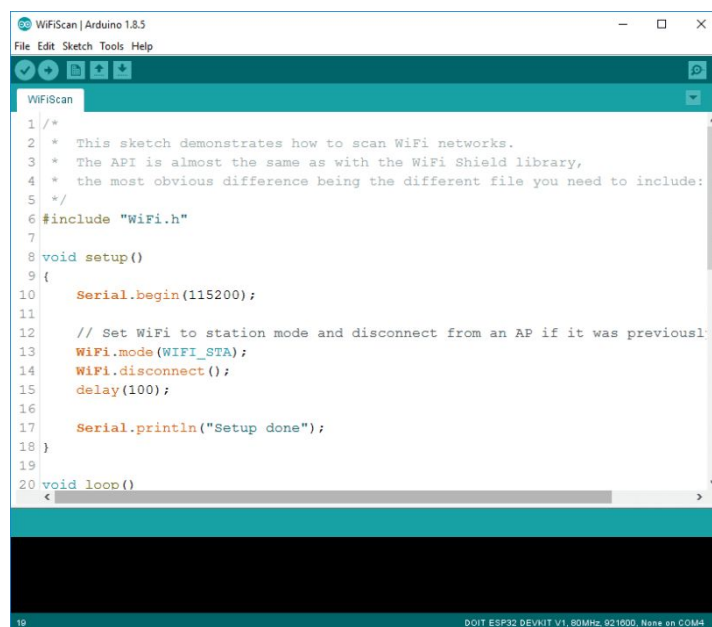 WiFiScan | Arduino 1.8.5
File Edit Sketch Tools Help
WiFiScan
1 /*
2  *  This sketch demonstrates how to scan WiFi networks.
3  *  The API is almost the same as with the WiFi Shield library,
4  *  the most obvious difference being the different file you need to include:
5  */
6 #include "WiFi.h"
7
8 void setup()
9 {
10     Serial.begin(115200);
11
12     // Set WiFi to station mode and disconnect from an AP if it was previousl
13     WiFi.mode(WIFI_STA);
14     WiFi.disconnect();
15     delay(100);
16
17     Serial.println("Setup done");
18 }
19
20 void loop()
19 DOIT ESP32 DEVKIT V1, 80MHz, 921600, None on COM4